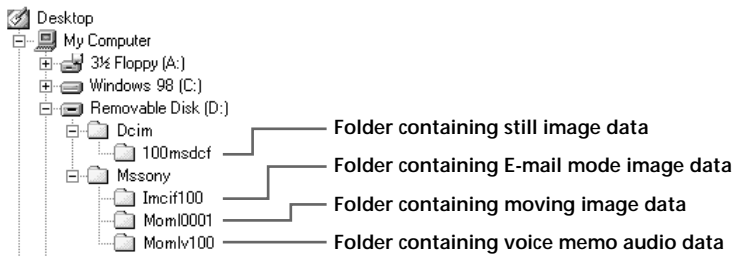 Desktop
My Computer
3½ Floppy (A:)
Windows 98 (C:)
Removable Disk (D:)
Dcim
100msdcf
Folder containing still image data
Mssony
Imcif100
Folder containing E-mail mode image data
Moml0001
Folder containing moving image data
Momlv100
Folder containing voice memo audio data